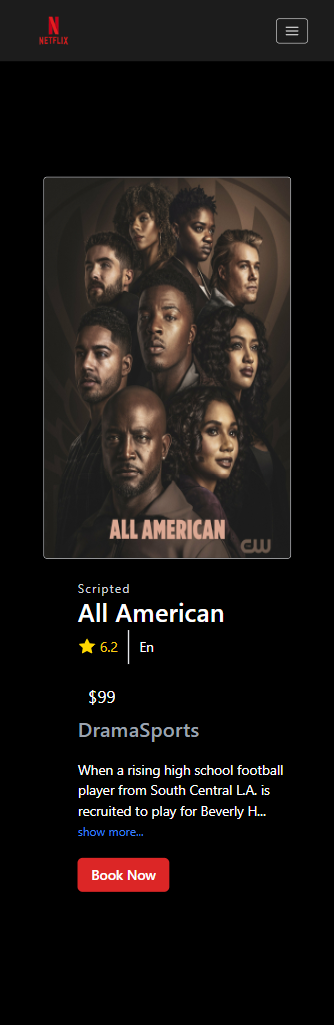 N
NETFLIX
ALL AMERICAN
CW
Scripted
All American
6.2 En
$99
DramaSports
When a rising high school football
player from South Central L.A. is
recruited to play for Beverly H...
show more...
Book Now